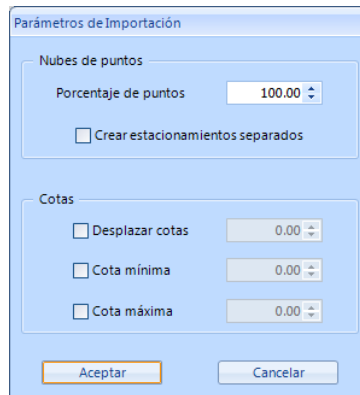 Parámetros de Importación
Nubes de puntos
Porcentaje de puntos 100.00
Crear estacionamientos separados
Cotas
Desplazar cotas 0.00
Cota mínima 0.00
Cota máxima 0.00
Aceptar Cancelar